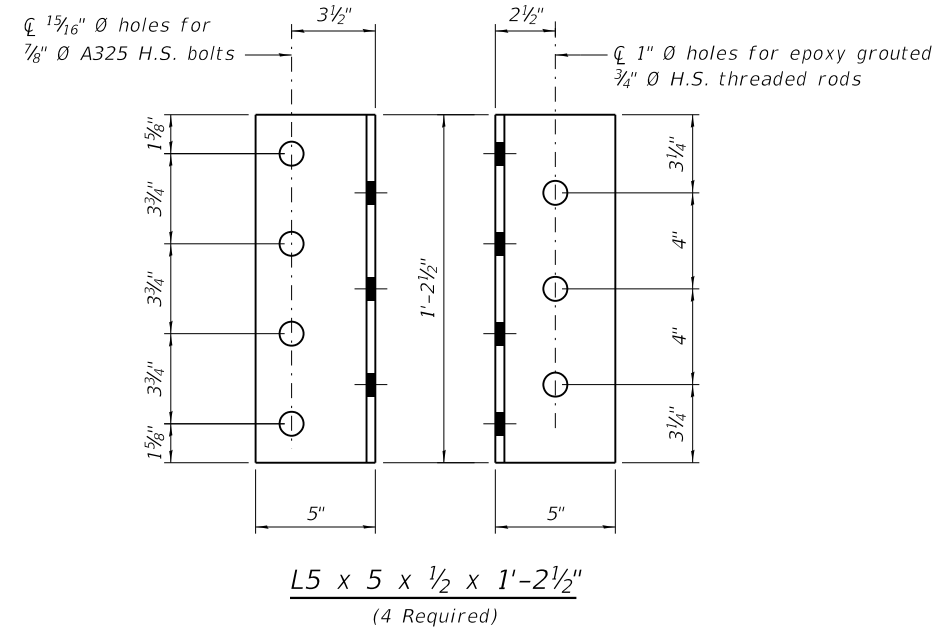 ℄ 15/16" Ø holes for
7/8" Ø A325 H.S. bolts
3½"
2½"
℄ 1" Ø holes for epoxy grouted
¾" Ø H.S. threaded rods
1⅝"
3¾"
3¾"
3¾"
1⅝"
1'-2½"
3¼"
4"
4"
3¼"
5"
5"
L5 x 5 x ½ x 1'-2½"
(4 Required)